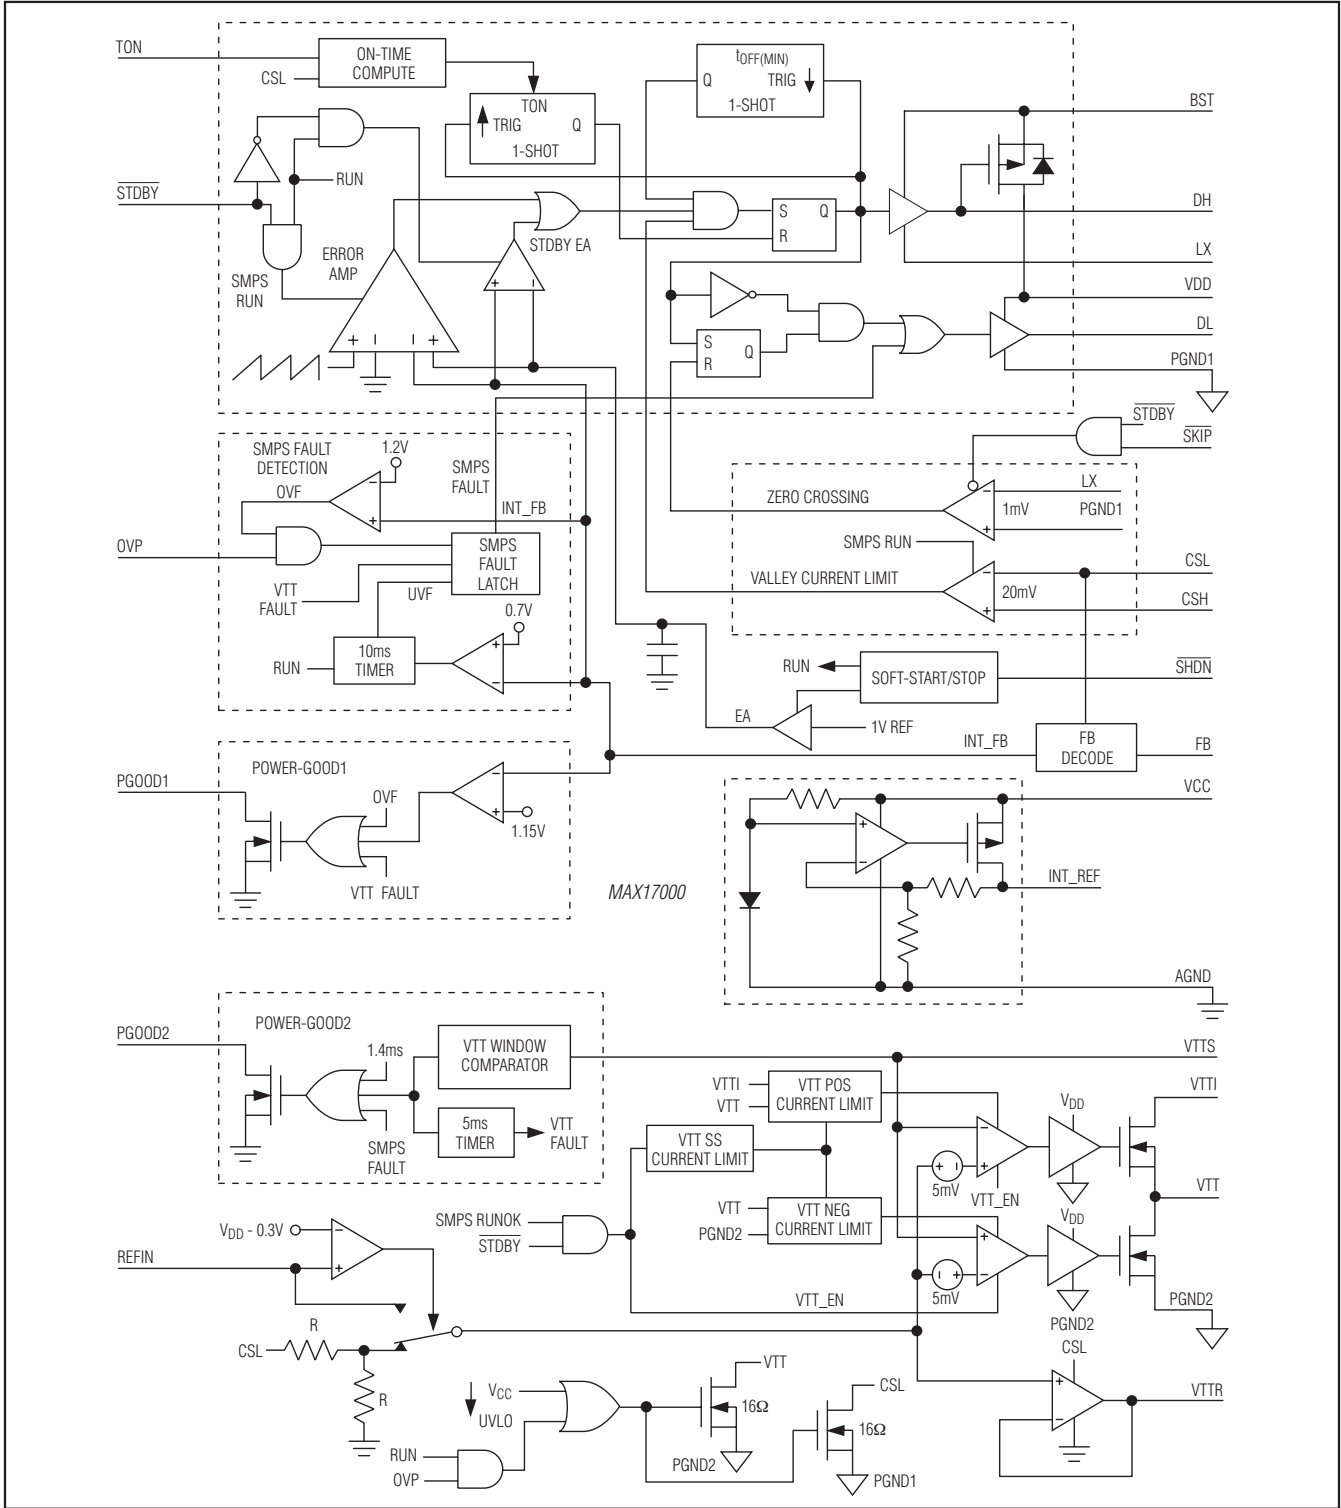 TON
ON-TIME
COMPUTE
CSL
tOFF(MIN)
Q
TRIG
1-SHOT
TON
TRIG
Q
1-SHOT
BST
RUN
S̅T̅D̅B̅Y̅
S
Q
R
DH
STDBY EA
ERROR
AMP
SMPS
RUN
+
–
LX
VDD
+
–
–
+
S
R
Q
DL
PGND1
S̅T̅D̅B̅Y̅
S̅K̅I̅P̅
SMPS FAULT
DETECTION
1.2V
OVF
–
+
SMPS
FAULT
INT_FB
ZERO CROSSING
–
+
1mV
LX
PGND1
OVP
SMPS
FAULT
LATCH
VTT
FAULT
UVF
SMPS RUN
VALLEY CURRENT LIMIT
–
+
20mV
CSL
CSH
0.7V
RUN
10ms
TIMER
+
–
RUN
SOFT-START/STOP
S̅H̅D̅N̅
EA
1V REF
INT_FB
FB
DECODE
FB
POWER-GOOD1
PGOOD1
OVF
–
+
1.15V
VTT FAULT
VCC
+
–
MAX17000
INT_REF
AGND
POWER-GOOD2
PGOOD2
1.4ms
VTT WINDOW
COMPARATOR
VTTS
SMPS
FAULT
5ms
TIMER
VTT
FAULT
VTTI
VTT
VTT POS
CURRENT LIMIT
VTT SS
CURRENT LIMIT
VTT
PGND2
VTT NEG
CURRENT LIMIT
–
+
+ –
5mV
VTT_EN
VDD
VTTI
VTT
SMPS RUNOK
S̅T̅D̅B̅Y̅
+
–
– +
5mV
VDD
VTT_EN
PGND2
PGND2
VDD - 0.3V
–
+
REFIN
R
CSL
R
CSL
+
–
VTTR
VCC
UVLO
RUN
OVP
VTT
16Ω
PGND2
CSL
16Ω
PGND1